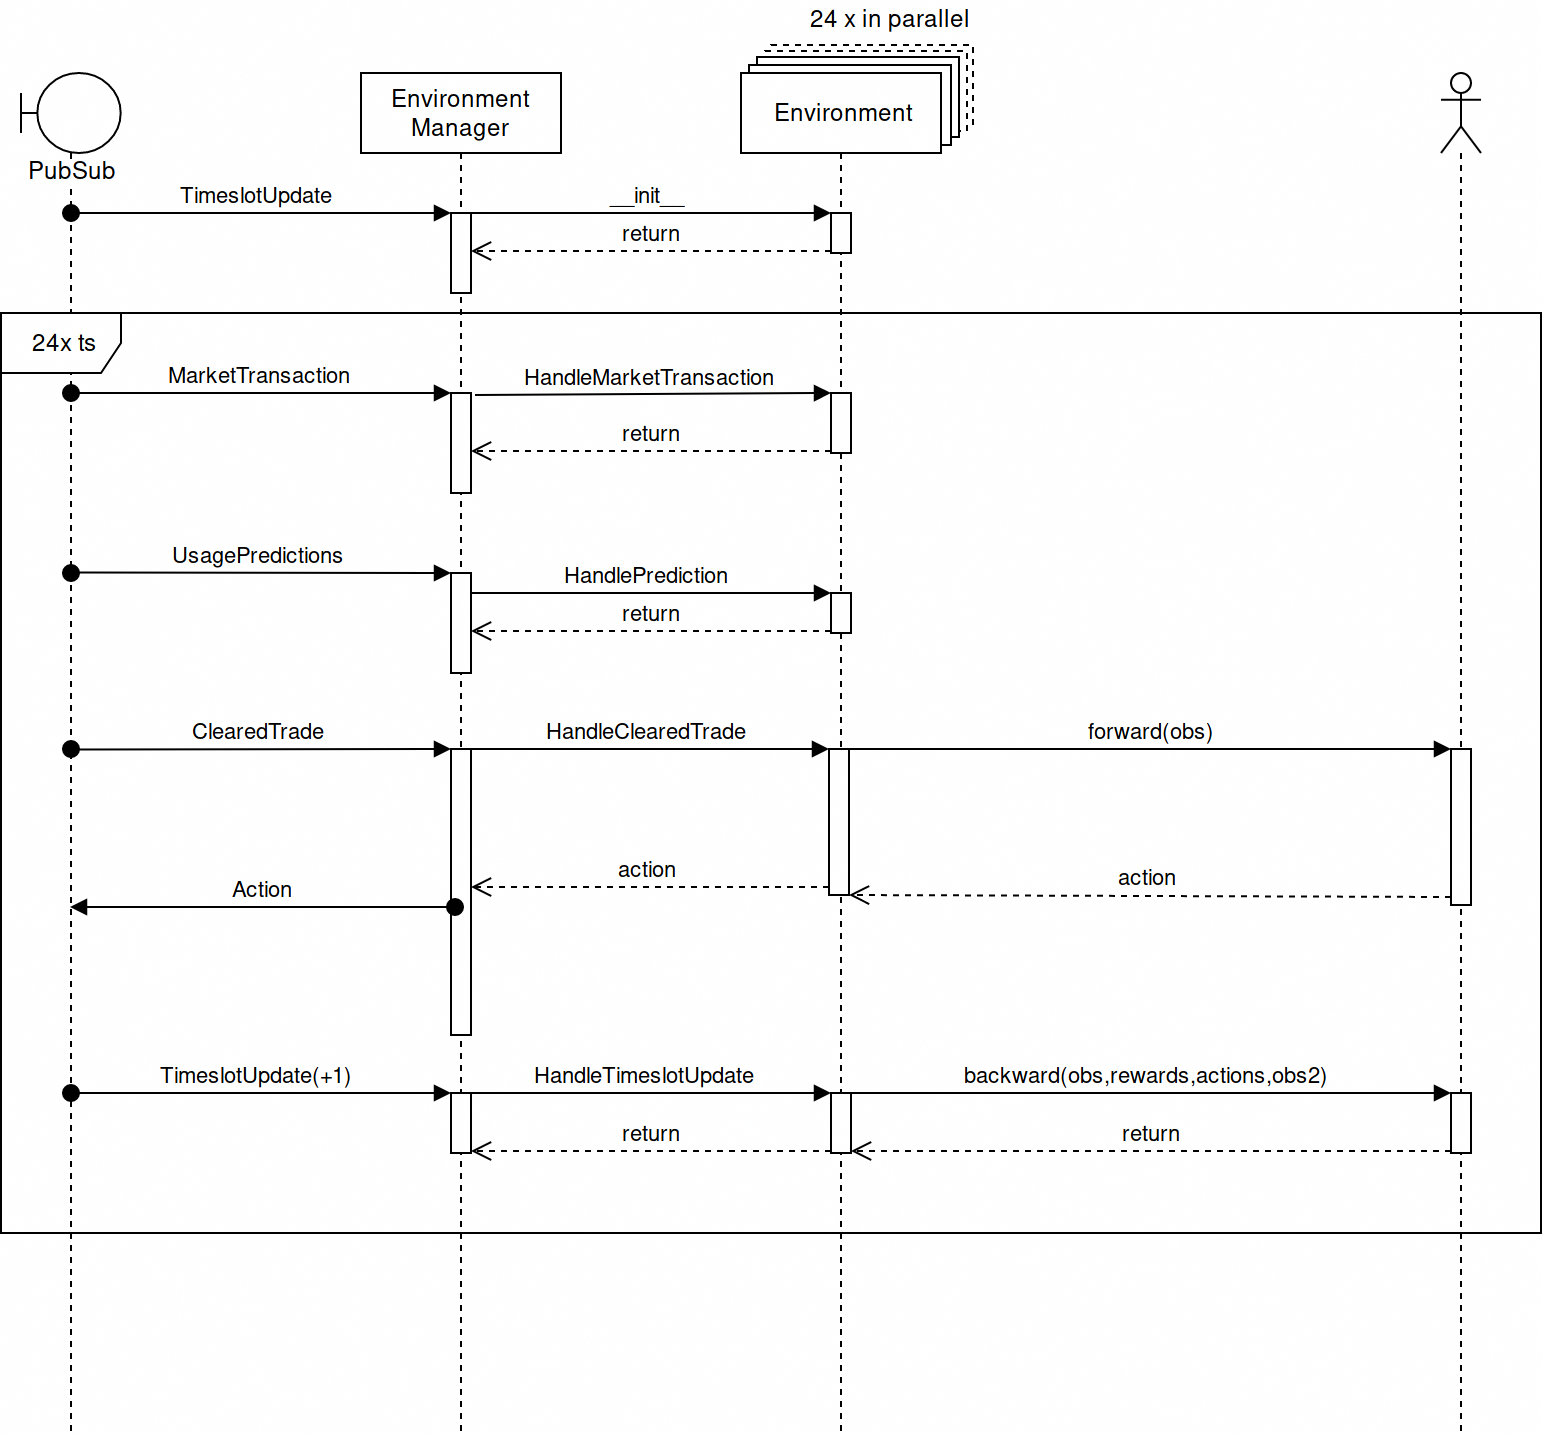 24 x in parallel
Environment
Manager
Environment
PubSub
TimeslotUpdate
__init__
return
24x ts
MarketTransaction
HandleMarketTransaction
return
UsagePredictions
HandlePrediction
return
ClearedTrade
HandleClearedTrade
forward(obs)
action
action
Action
TimeslotUpdate(+1)
HandleTimeslotUpdate
backward(obs,rewards,actions,obs2)
return
return